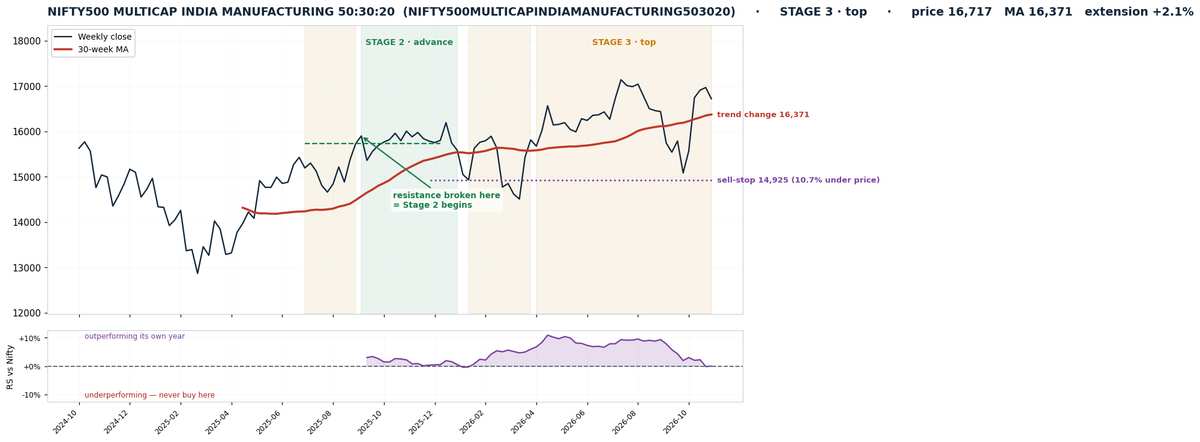 NIFTY500 MULTICAP INDIA MANUFACTURING 50:30:20 (NIFTY500MULTICAPINDIAMANUFACTURING503020) · STAGE 3 · top · price 16,717 MA 16,371 extension +2.1%
Weekly close
30-week MA
STAGE 2 · advance
STAGE 3 · top
18000
17000
16000
15000
14000
13000
12000
trend change 16,371
sell-stop 14,925 (10.7% under price)
resistance broken here
= Stage 2 begins
RS vs Nifty
+10%
+0%
-10%
outperforming its own year
underperforming — never buy here
2024-10
2024-12
2025-02
2025-04
2025-06
2025-08
2025-10
2025-12
2026-02
2026-04
2026-06
2026-08
2026-10